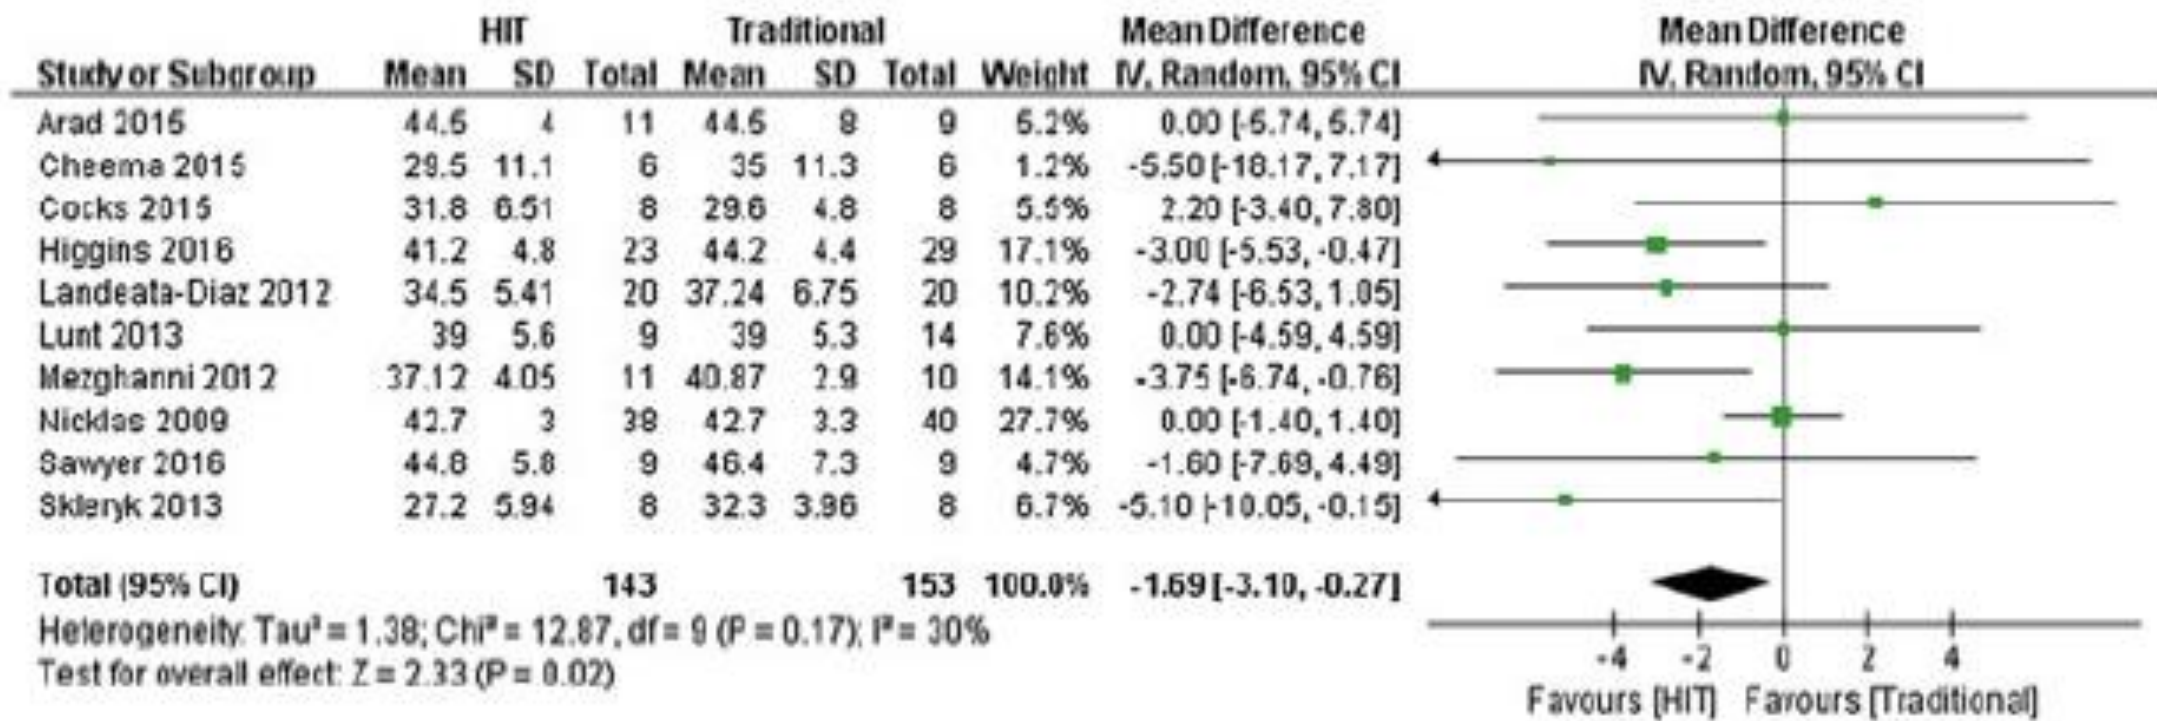 HIT Traditional Mean Difference Mean Difference
Study or Subgroup Mean SD Total Mean SD Total Weight IV, Random, 95% CI IV, Random, 95% CI
Arad 2015 44.5 4 11 44.5 8 9 5.2% 0.00 [-5.74, 5.74]
Cheema 2015 29.5 11.1 6 35 11.3 6 1.2% -5.50 [-18.17, 7.17]
Cocks 2015 31.8 6.51 8 29.6 4.8 8 5.5% 2.20 [-3.40, 7.80]
Higgins 2016 41.2 4.8 23 44.2 4.4 29 17.1% -3.00 [-5.53, -0.47]
Landeata-Diaz 2012 34.5 5.41 20 37.24 6.75 20 10.2% -2.74 [-6.53, 1.05]
Lunt 2013 39 5.6 9 39 5.3 14 7.6% 0.00 [-4.59, 4.59]
Mezghanni 2012 37.12 4.05 11 40.87 2.9 10 14.1% -3.75 [-6.74, -0.76]
Nicklas 2009 42.7 3 38 42.7 3.3 40 27.7% 0.00 [-1.40, 1.40]
Sawyer 2016 44.8 5.8 9 46.4 7.3 9 4.7% -1.60 [-7.69, 4.49]
Skleryk 2013 27.2 5.94 8 32.3 3.96 8 6.7% -5.10 [-10.05, -0.15]
Total (95% CI) 143 153 100.0% -1.69 [-3.10, -0.27]
Heterogeneity: Tau² = 1.38; Chi² = 12.87, df = 9 (P = 0.17); I² = 30%
Test for overall effect: Z = 2.33 (P = 0.02)
-4 -2 0 2 4
Favours [HIT] Favours [Traditional]